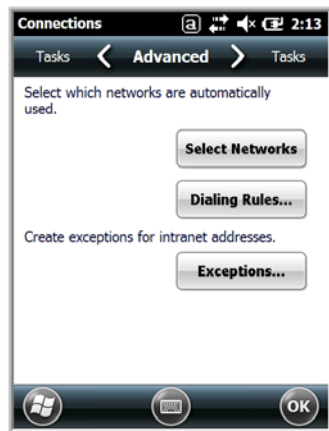 Connections a 2:13
Tasks Advanced Tasks
Select which networks are automatically
used.
Select Networks
Dialing Rules...
Create exceptions for intranet addresses.
Exceptions...
OK